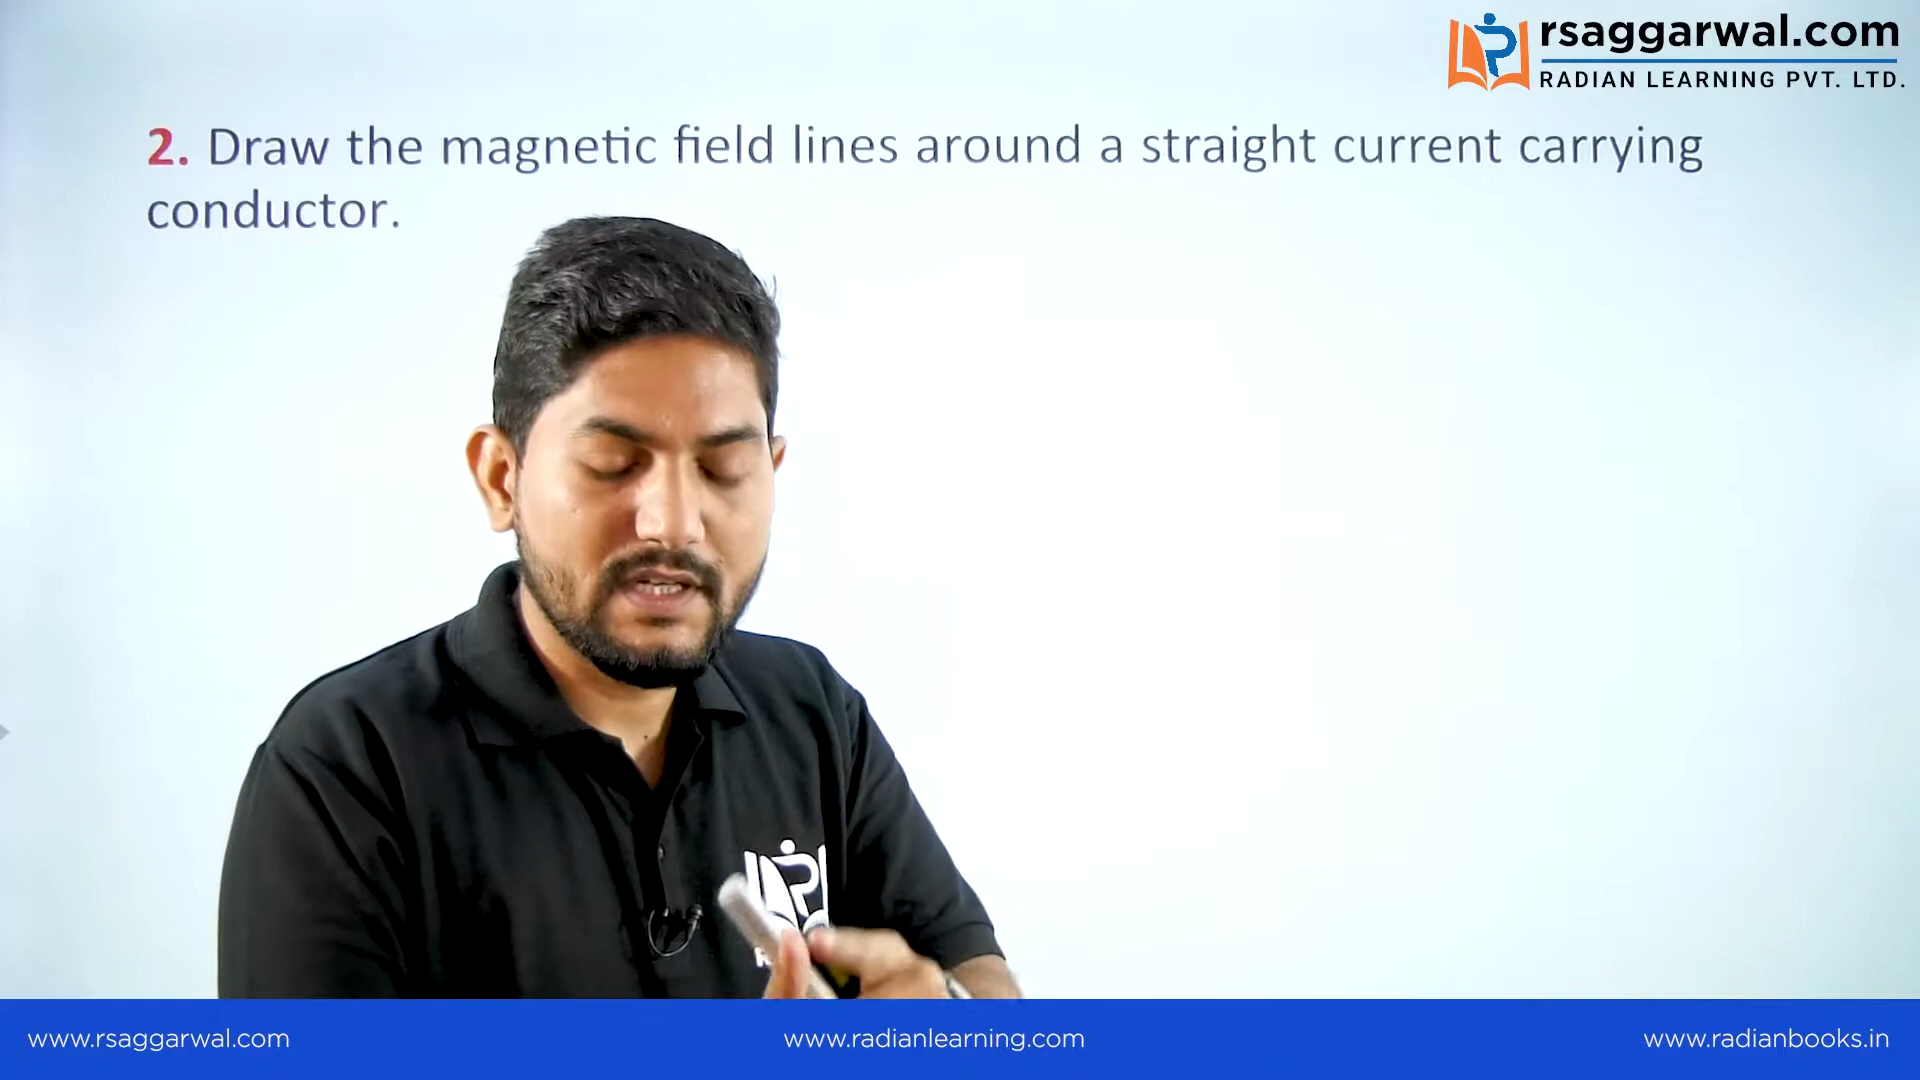 rsaggarwal.com
RADIAN LEARNING PVT. LTD.
2. Draw the magnetic field lines around a straight current carrying
conductor.
www.rsaggarwal.com
www.radianlearning.com
www.radianbooks.in